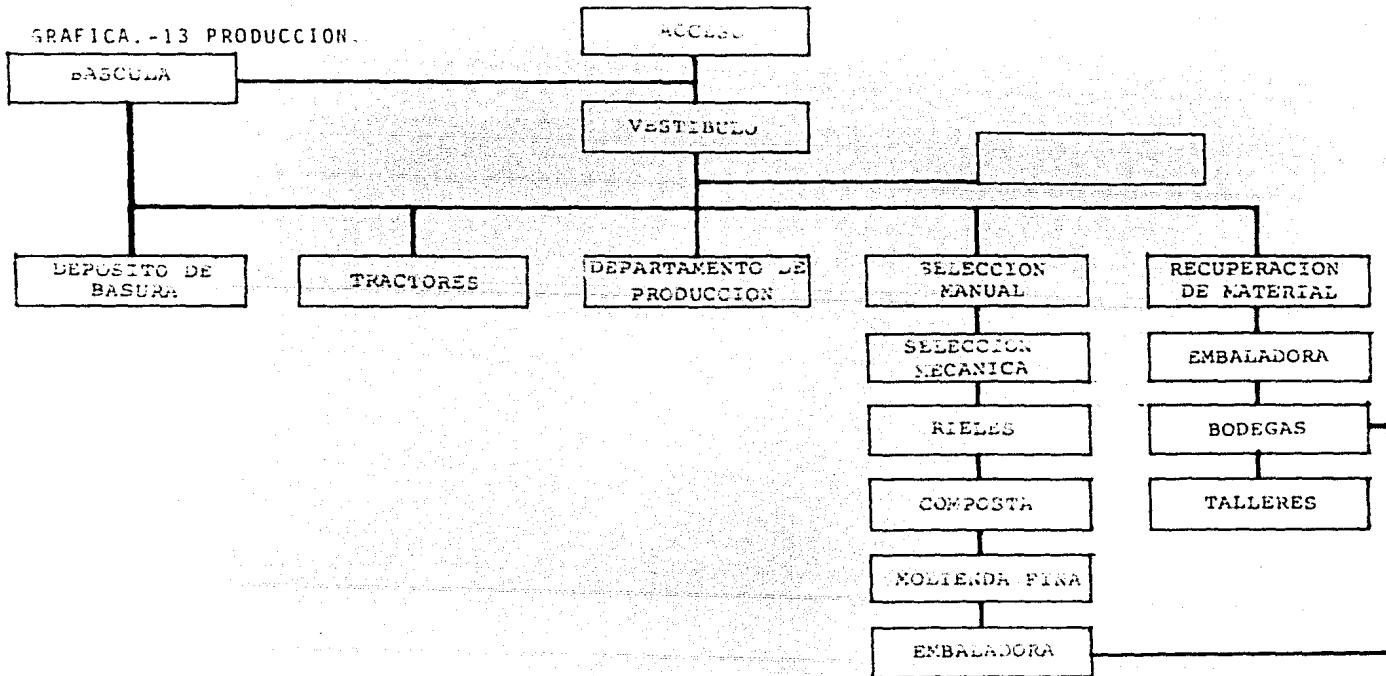 GRAFICA.-13 PRODUCCION.
ACCESO
BASCULA
VESTIBULO
DEPOSITO DE
BASURA
TRACTORES
DEPARTAMENTO DE
PRODUCCION
SELECCION
MANUAL
RECUPERACION
DE MATERIAL
SELECCION
MECANICA
EMBALADORA
RIELES
BODEGAS
COMPOSTA
TALLERES
MOLIENDA FINA
EMBALADORA